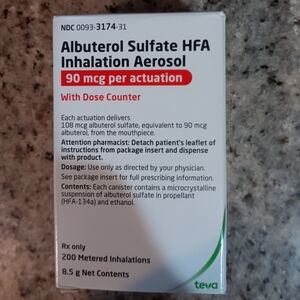 NDC 0093-3174-31
Albuterol Sulfate HFA
Inhalation Aerosol
90 mcg per actuation
With Dose Counter
Each actuation delivers
108 mcg albuterol sulfate, equivalent to 90 mcg
albuterol, from the mouthpiece.
Attention pharmacist: Detach patient's leaflet of
instructions from package insert and dispense
with product.
Dosage: Use only as directed by your physician.
See package insert for full prescribing information.
Contents: Each canister contains a microcrystalline
suspension of albuterol sulfate in propellant
(HFA-134a) and ethanol.
Rx only
200 Metered Inhalations
8.5 g Net Contents
teva